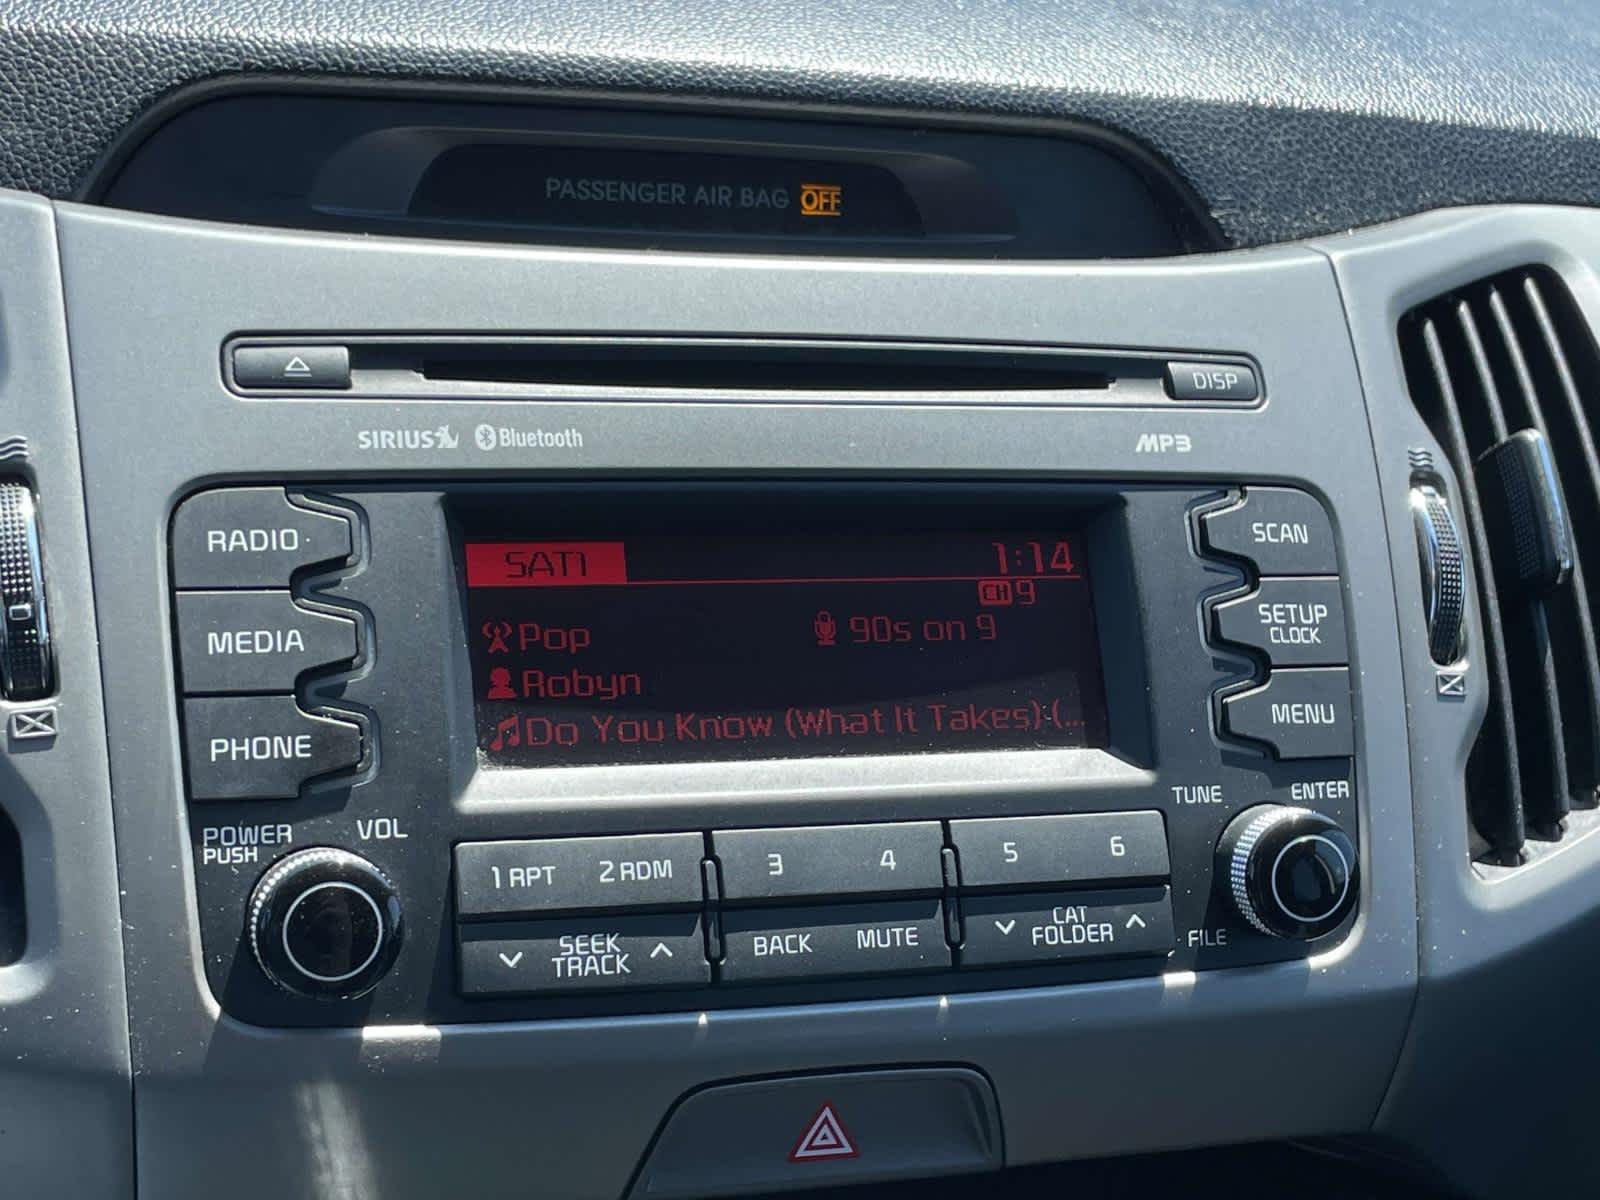 PASSENGER AIR BAG OFF
DISP
SIRIUS Bluetooth MP3
RADIO
MEDIA
PHONE
SAT1 1:14
CH 9
Pop 90s on 9
Robyn
Do You Know (What It Takes) (...
SCAN
SETUP
CLOCK
MENU
POWER
PUSH
VOL
TUNE
ENTER
FILE
1 RPT 2 RDM 3 4 5 6
SEEK
TRACK
BACK MUTE
CAT
FOLDER